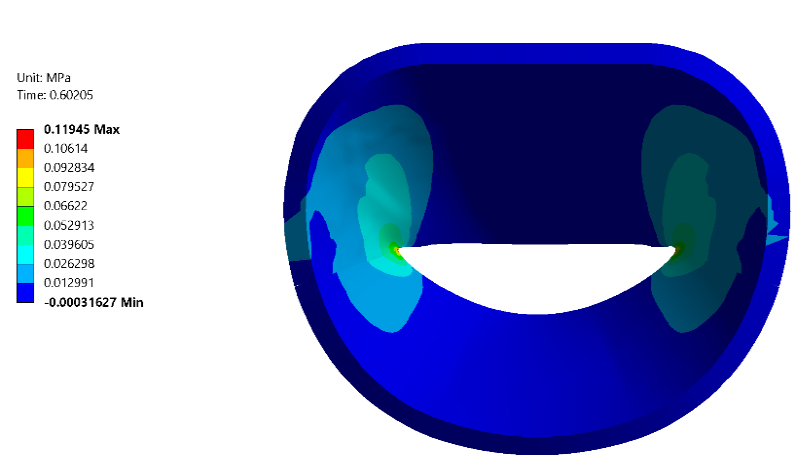 Unit: MPa
Time: 0.60205
0.11945 Max
0.10614
0.092834
0.079527
0.06622
0.052913
0.039605
0.026298
0.012991
-0.00031627 Min